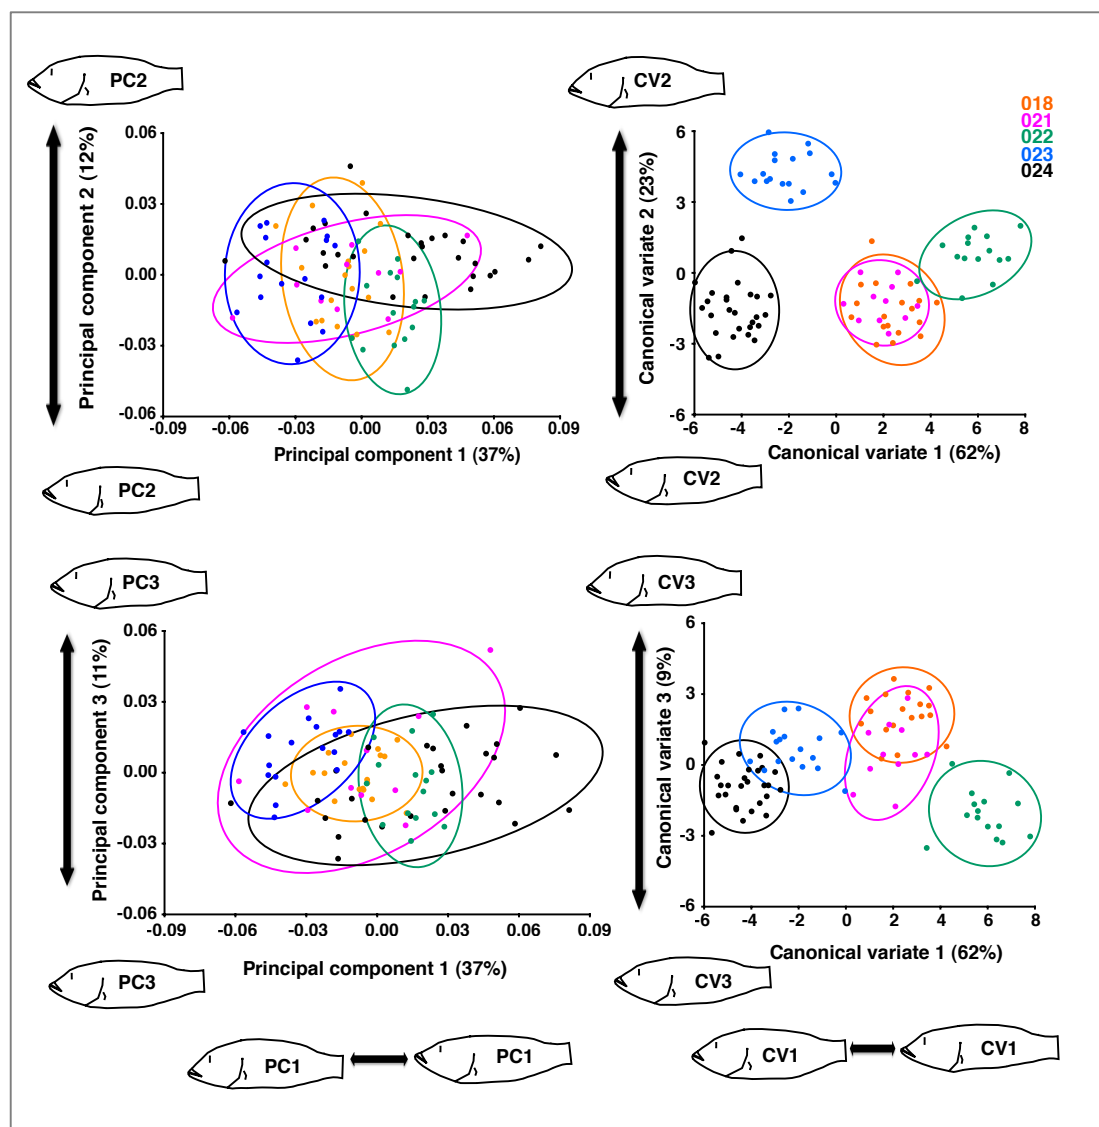 PC2
CV2
018
021
022
023
024
Principal component 2 (12%)
0.06
0.03
0.00
-0.03
-0.06
-0.09
-0.06
-0.03
0.00
0.03
0.06
0.09
Principal component 1 (37%)
Canonical variate 2 (23%)
6
3
0
-3
-6
-6
-4
-2
0
2
4
6
8
Canonical variate 1 (62%)
PC2
CV2
PC3
CV3
Principal component 3 (11%)
0.06
0.03
0.00
-0.03
-0.06
-0.09
-0.06
-0.03
0.00
0.03
0.06
0.09
Principal component 1 (37%)
Canonical variate 3 (9%)
6
3
0
-3
-6
-6
-4
-2
0
2
4
6
8
Canonical variate 1 (62%)
PC3
CV3
PC1
PC1
CV1
CV1